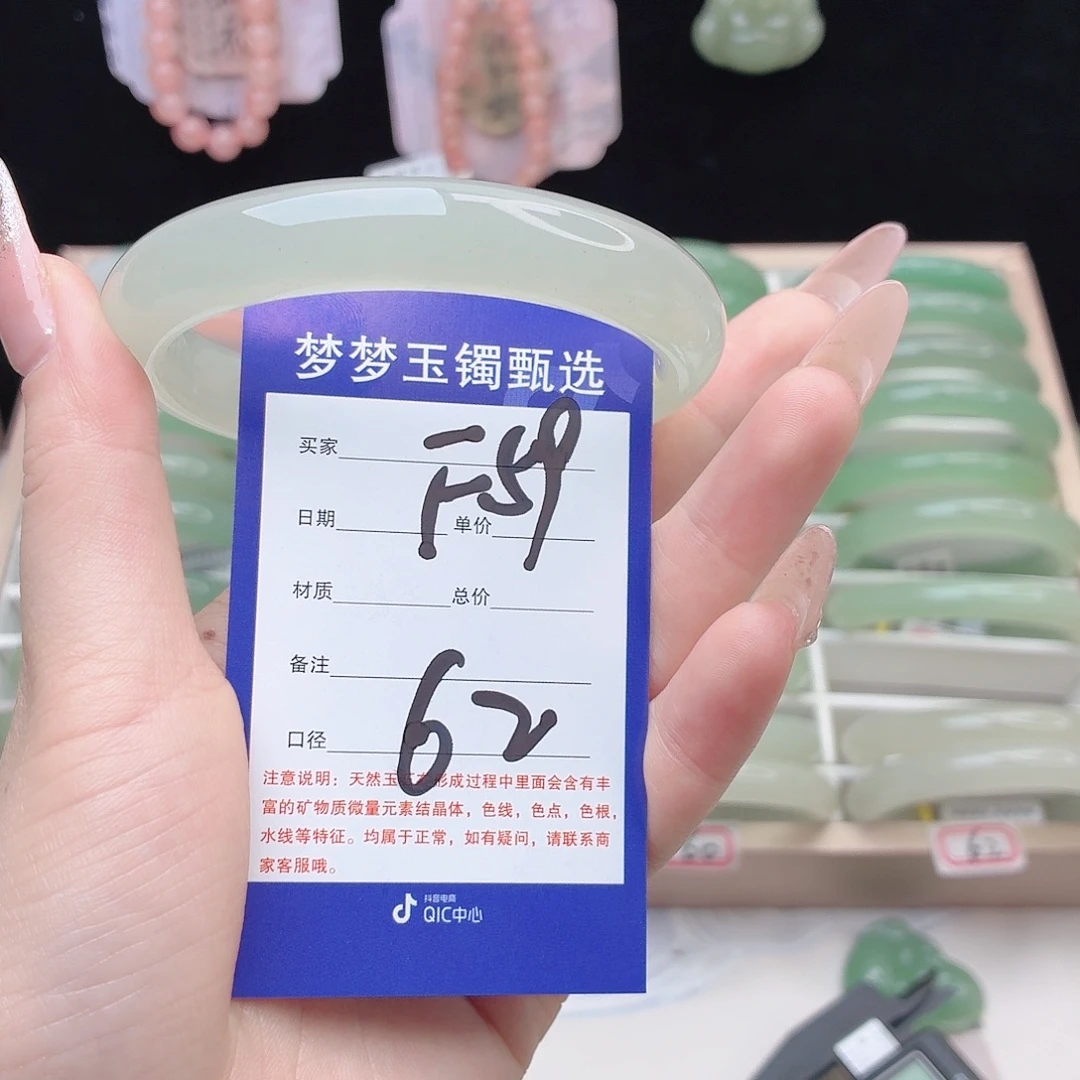 梦梦玉镯甄选
买家
F59
日期 单价
材质 总价
备注
62
口径
注意说明：天然玉石在形成过程中里面会含有丰
富的矿物质微量元素结晶体，色线，色点，色根，
水线等特征。均属于正常，如有疑问，请联系商
家客服哦。
抖音电商
QIC中心
62